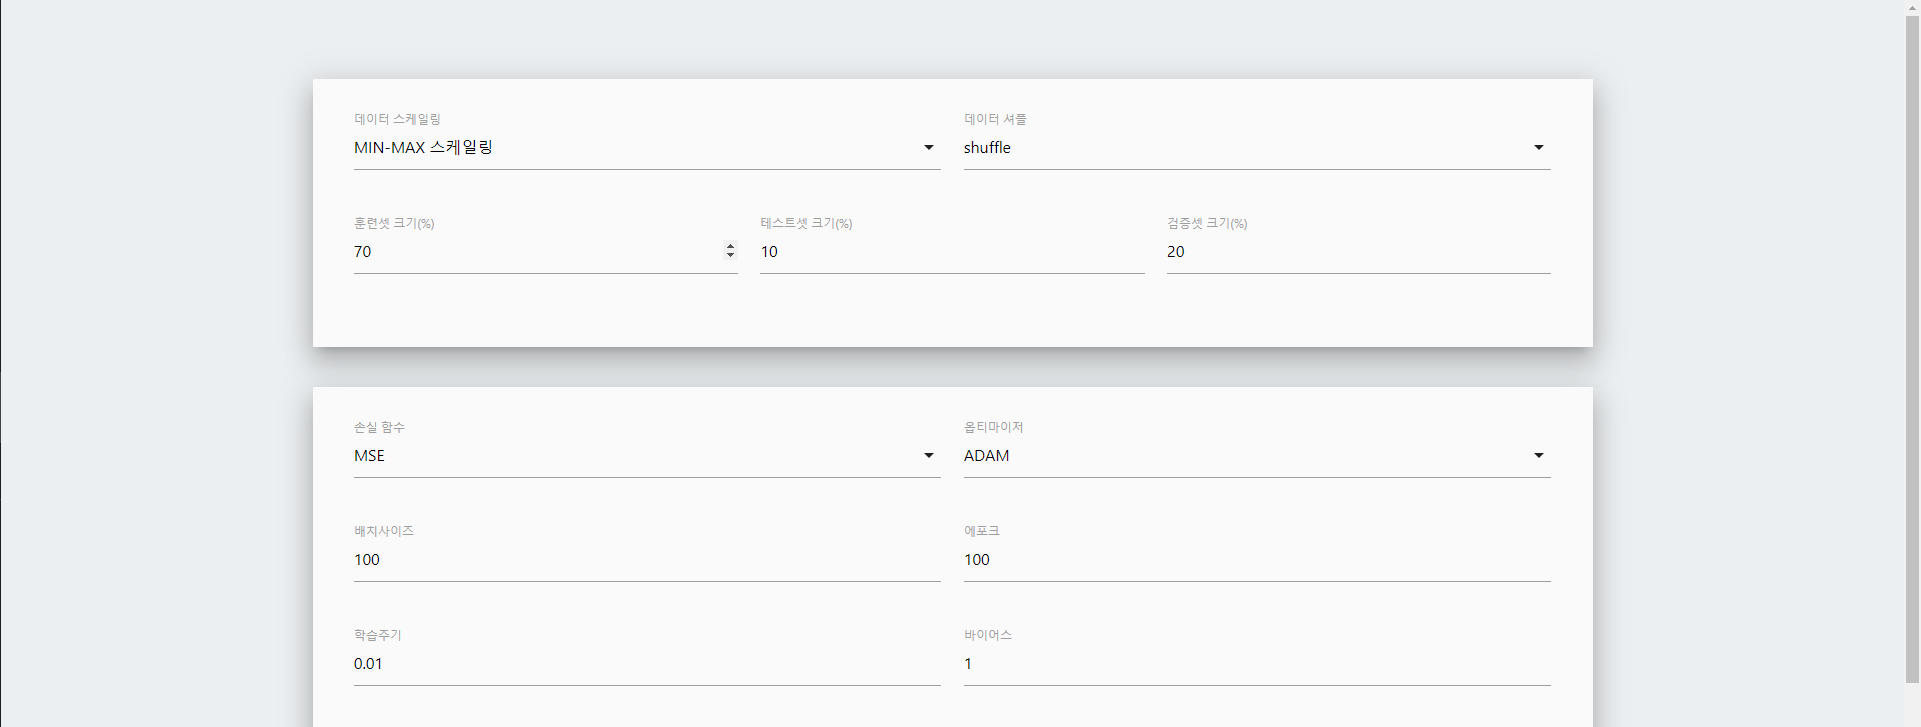 데이터 스케일링
데이터 셔플
MIN-MAX 스케일링
shuffle
훈련셋 크기(%)
테스트셋 크기(%)
검증셋 크기(%)
70
10
20
손실 함수
옵티마이저
MSE
ADAM
배치사이즈
에포크
100
100
학습주기
바이어스
0.01
1